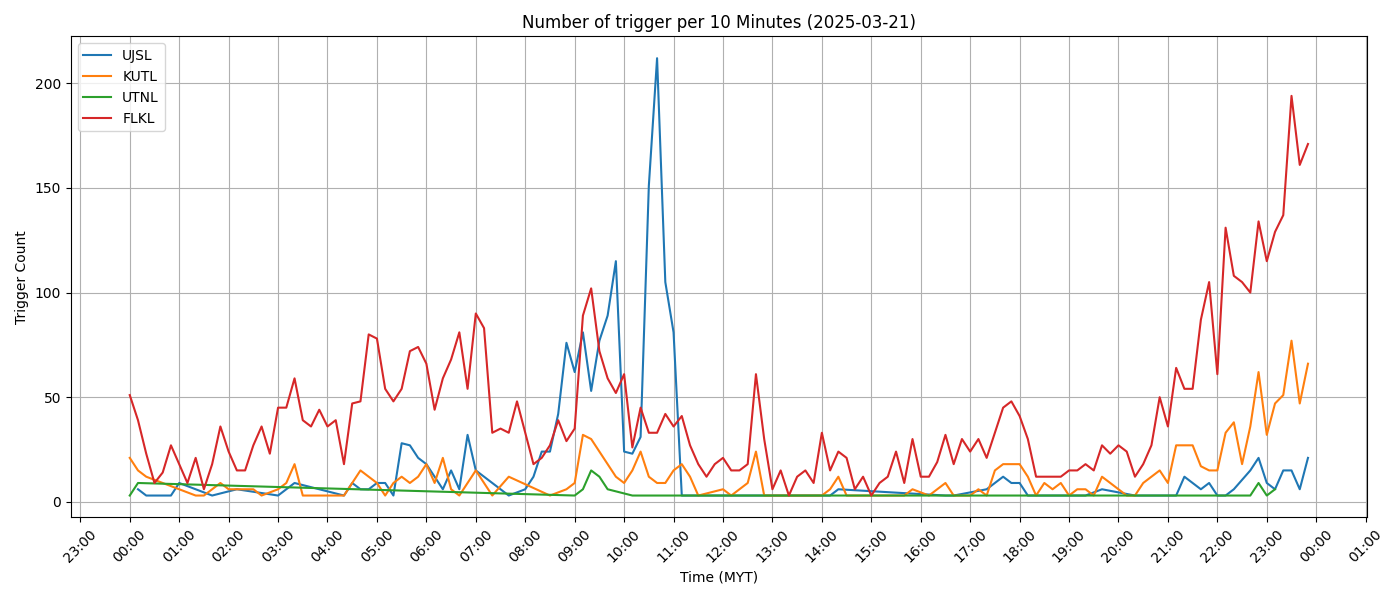 Number of trigger per 10 Minutes (2025-03-21)
UJSL
KUTL
UTNL
FLKL
Trigger Count
200
150
100
50
0
23:00 00:00 01:00 02:00 03:00 04:00 05:00 06:00 07:00 08:00 09:00 10:00 11:00 12:00 13:00 14:00 15:00 16:00 17:00 18:00 19:00 20:00 21:00 22:00 23:00 00:00 01:00
Time (MYT)